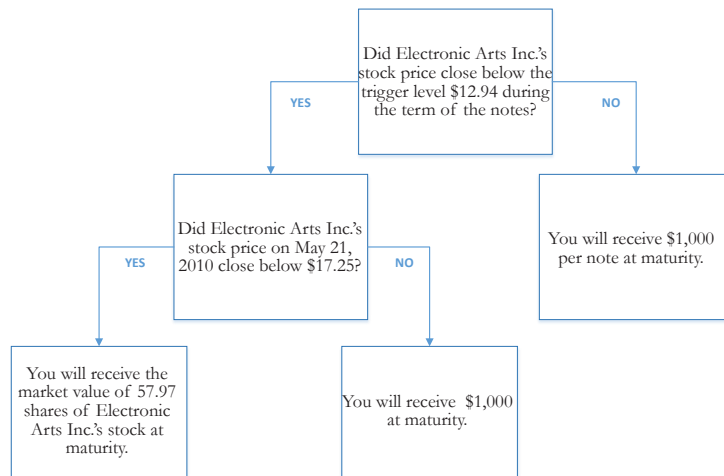 Did Electronic Arts Inc.'s
stock price close below the
trigger level $12.94 during
the term of the notes?
YES
NO
Did Electronic Arts Inc.'s
stock price on May 21,
2010 close below $17.25?
You will receive $1,000
per note at maturity.
YES
NO
You will receive the
market value of 57.97
shares of Electronic
Arts Inc.'s stock at
maturity.
You will receive $1,000
at maturity.